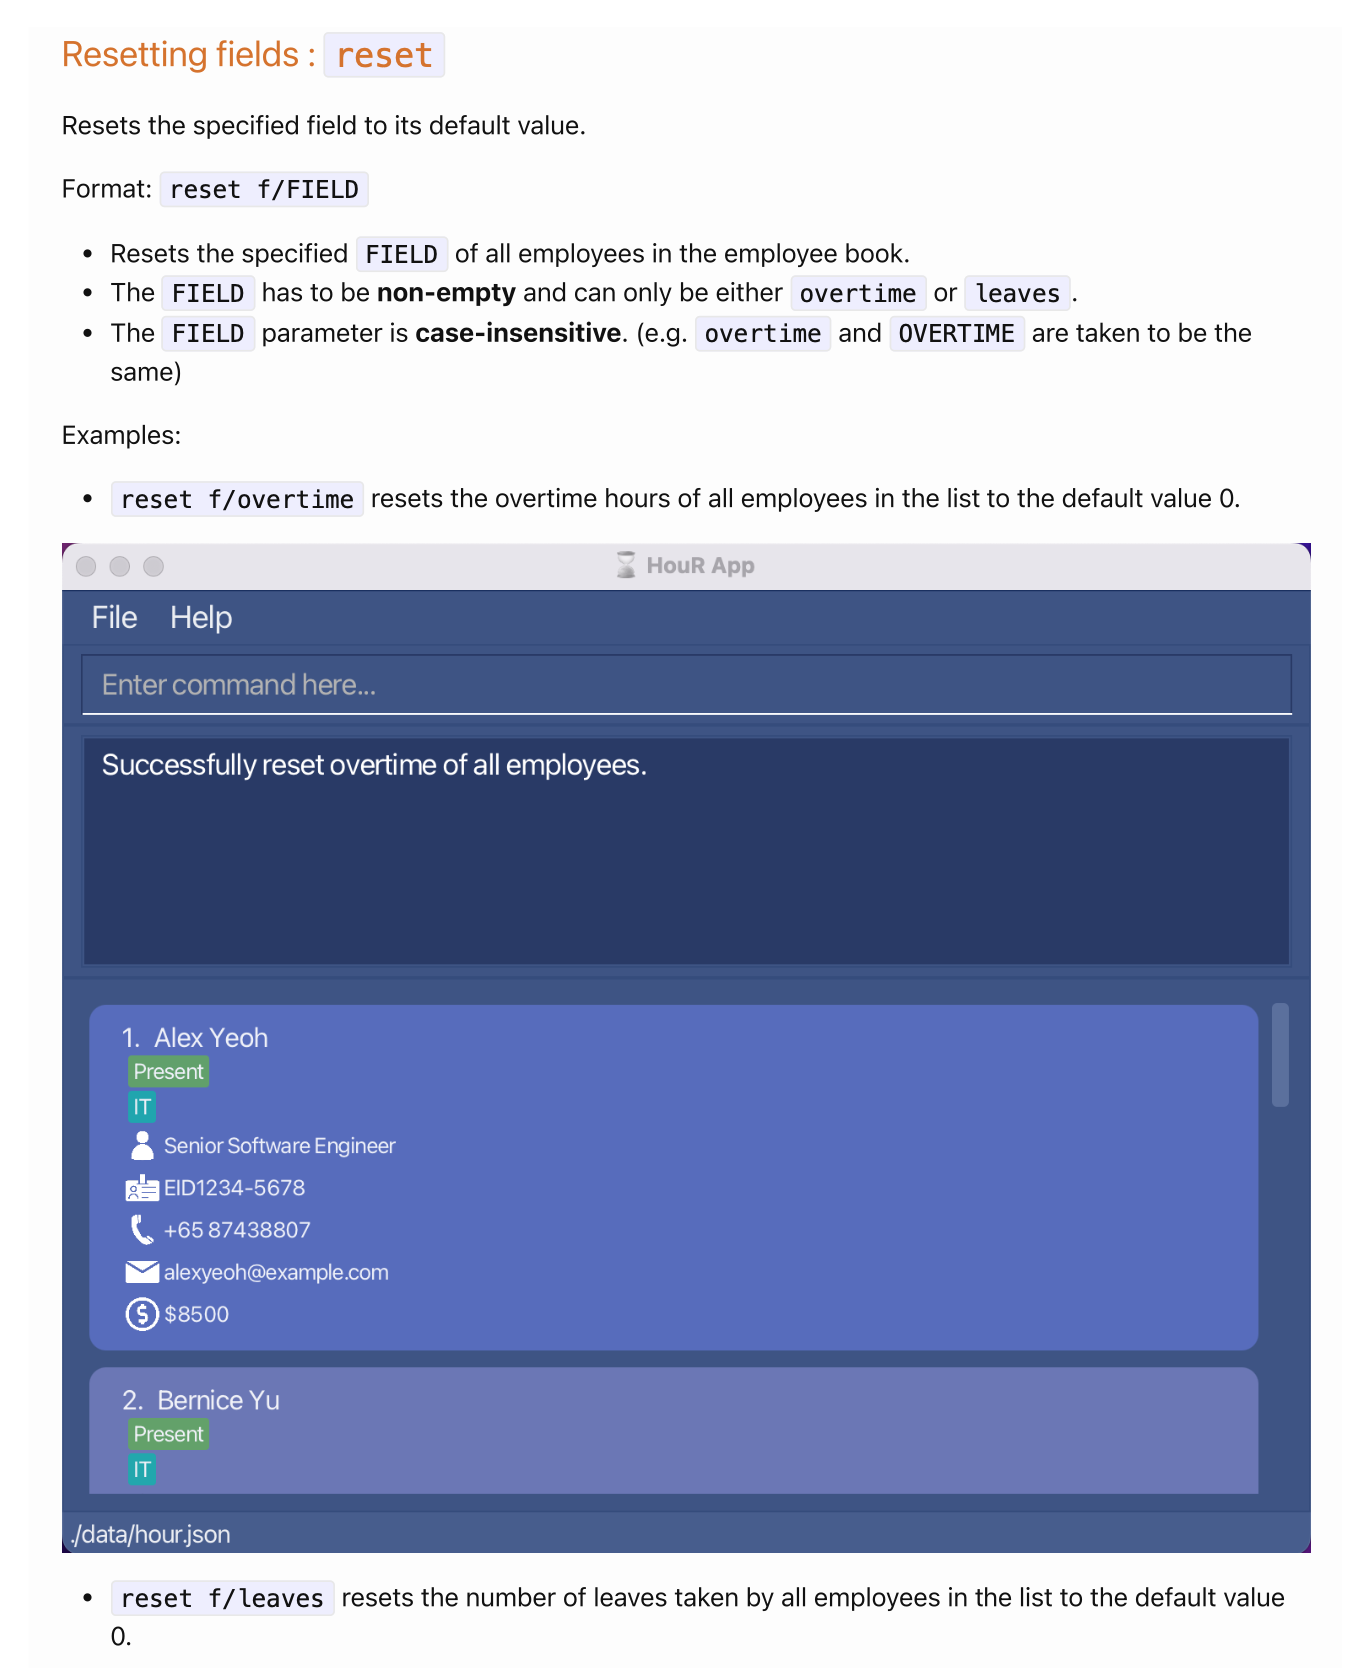 Resetting fields : reset
Resets the specified field to its default value.
Format: reset f/FIELD
• Resets the specified FIELD of all employees in the employee book.
• The FIELD has to be non-empty and can only be either overtime or leaves .
• The FIELD parameter is case-insensitive. (e.g. overtime and OVERTIME are taken to be the
same)
Examples:
• reset f/overtime resets the overtime hours of all employees in the list to the default value 0.
HouR App
File Help
Enter command here...
Successfully reset overtime of all employees.
1. Alex Yeoh
Present
IT
Senior Software Engineer
EID1234-5678
+65 87438807
alexyeoh@example.com
$8500
2. Bernice Yu
Present
IT
./data/hour.json
• reset f/leaves resets the number of leaves taken by all employees in the list to the default value
0.